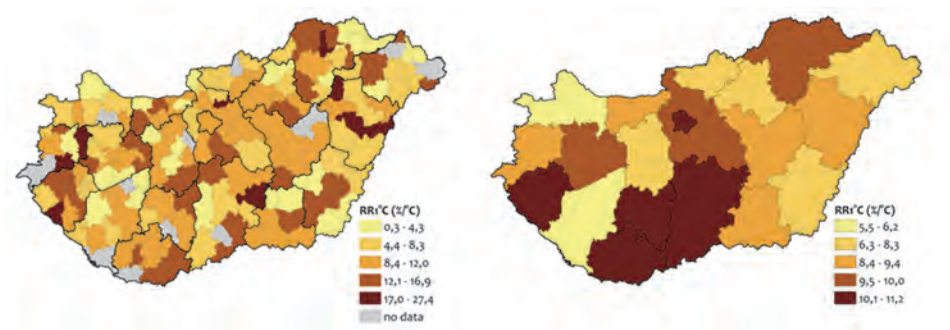 RR1°C (%/°C)
0,3 - 4,3
4,4 - 8,3
8,4 - 12,0
12,1 - 16,9
17,0 - 27,4
no data
RR1°C (%/°C)
5,5 - 6,2
6,3 - 8,3
8,4 - 9,4
9,5 - 10,0
10,1 - 11,2